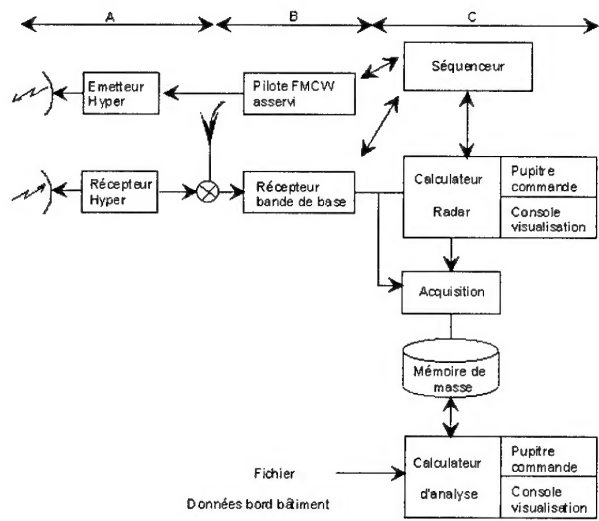 A
B
C
Emetteur
Hyper
Pilote FMCW
asservi
Séquenceur
Récepteur
Hyper
Récepteur
bande de base
Calculateur
Radar
Pupitre
commande
Console
visualisation
Acquisition
Mémoire de
masse
Calculateur
d'analyse
Pupitre
commande
Console
visualisation
Fichier
Données bord bâtiment